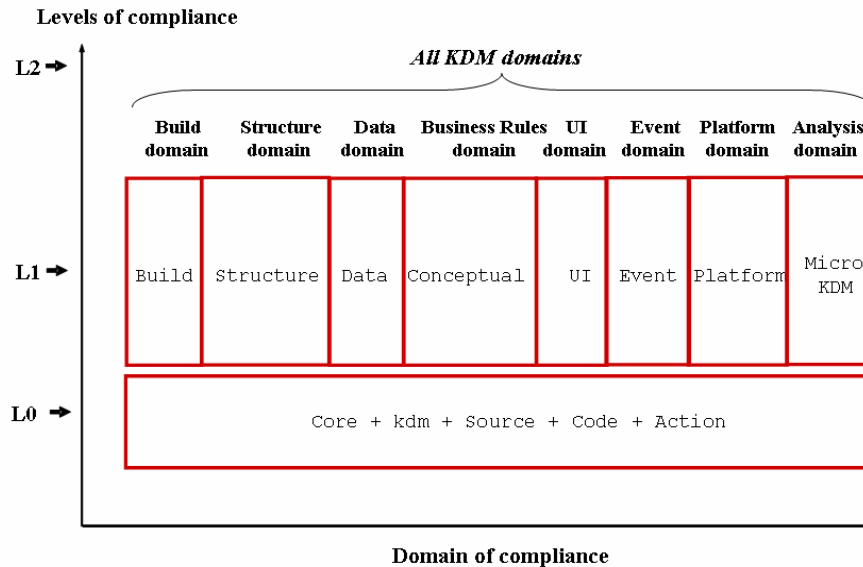 Levels of compliance
L2
All KDM domains
Build domain
Structure domain
Data domain
Business Rules domain
UI domain
Event domain
Platform domain
Analysis domain
L1
Build
Structure
Data
Conceptual
UI
Event
Platform
Micro
KDM
L0
Core + kdm + Source + Code + Action
Domain of compliance